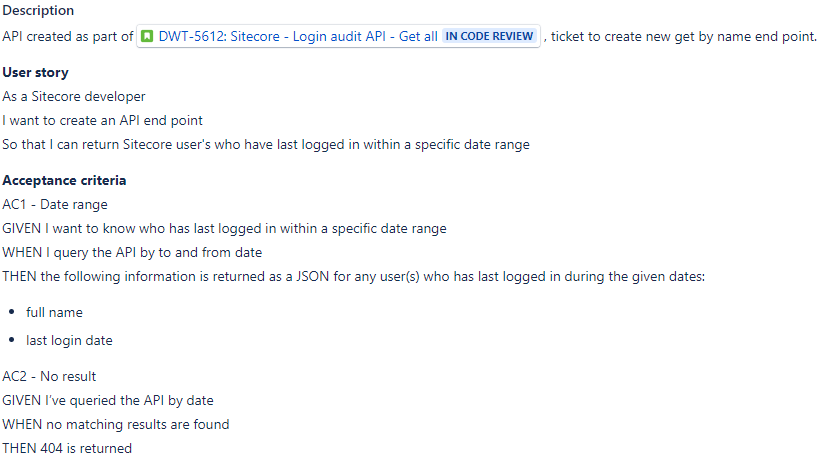 Description
API created as part of DWT-5612: Sitecore - Login audit API - Get all IN CODE REVIEW , ticket to create new get by name end point.
User story
As a Sitecore developer
I want to create an API end point
So that I can return Sitecore user's who have last logged in within a specific date range
Acceptance criteria
AC1 - Date range
GIVEN I want to know who has last logged in within a specific date range
WHEN I query the API by to and from date
THEN the following information is returned as a JSON for any user(s) who has last logged in during the given dates:
• full name
• last login date
AC2 - No result
GIVEN I've queried the API by date
WHEN no matching results are found
THEN 404 is returned